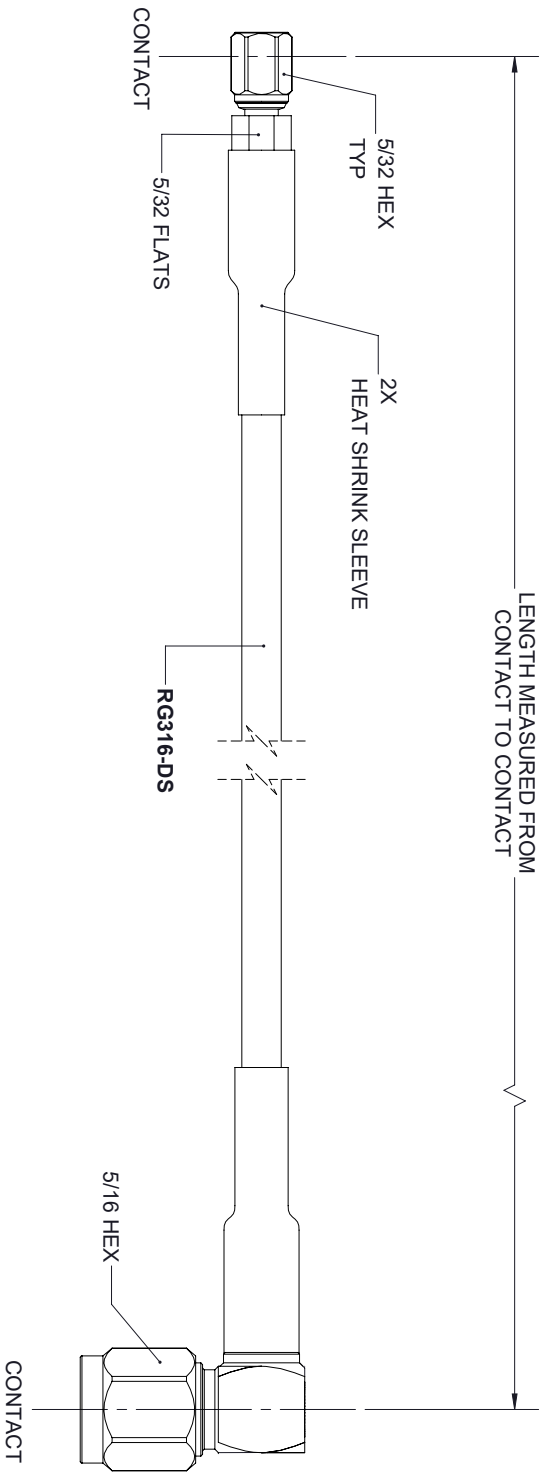 LENGTH MEASURED FROM
CONTACT TO CONTACT
5/32 HEX
TYP
2X
HEAT SHRINK SLEEVE
CONTACT
5/32 FLATS
RG316-DS
5/16 HEX
CONTACT